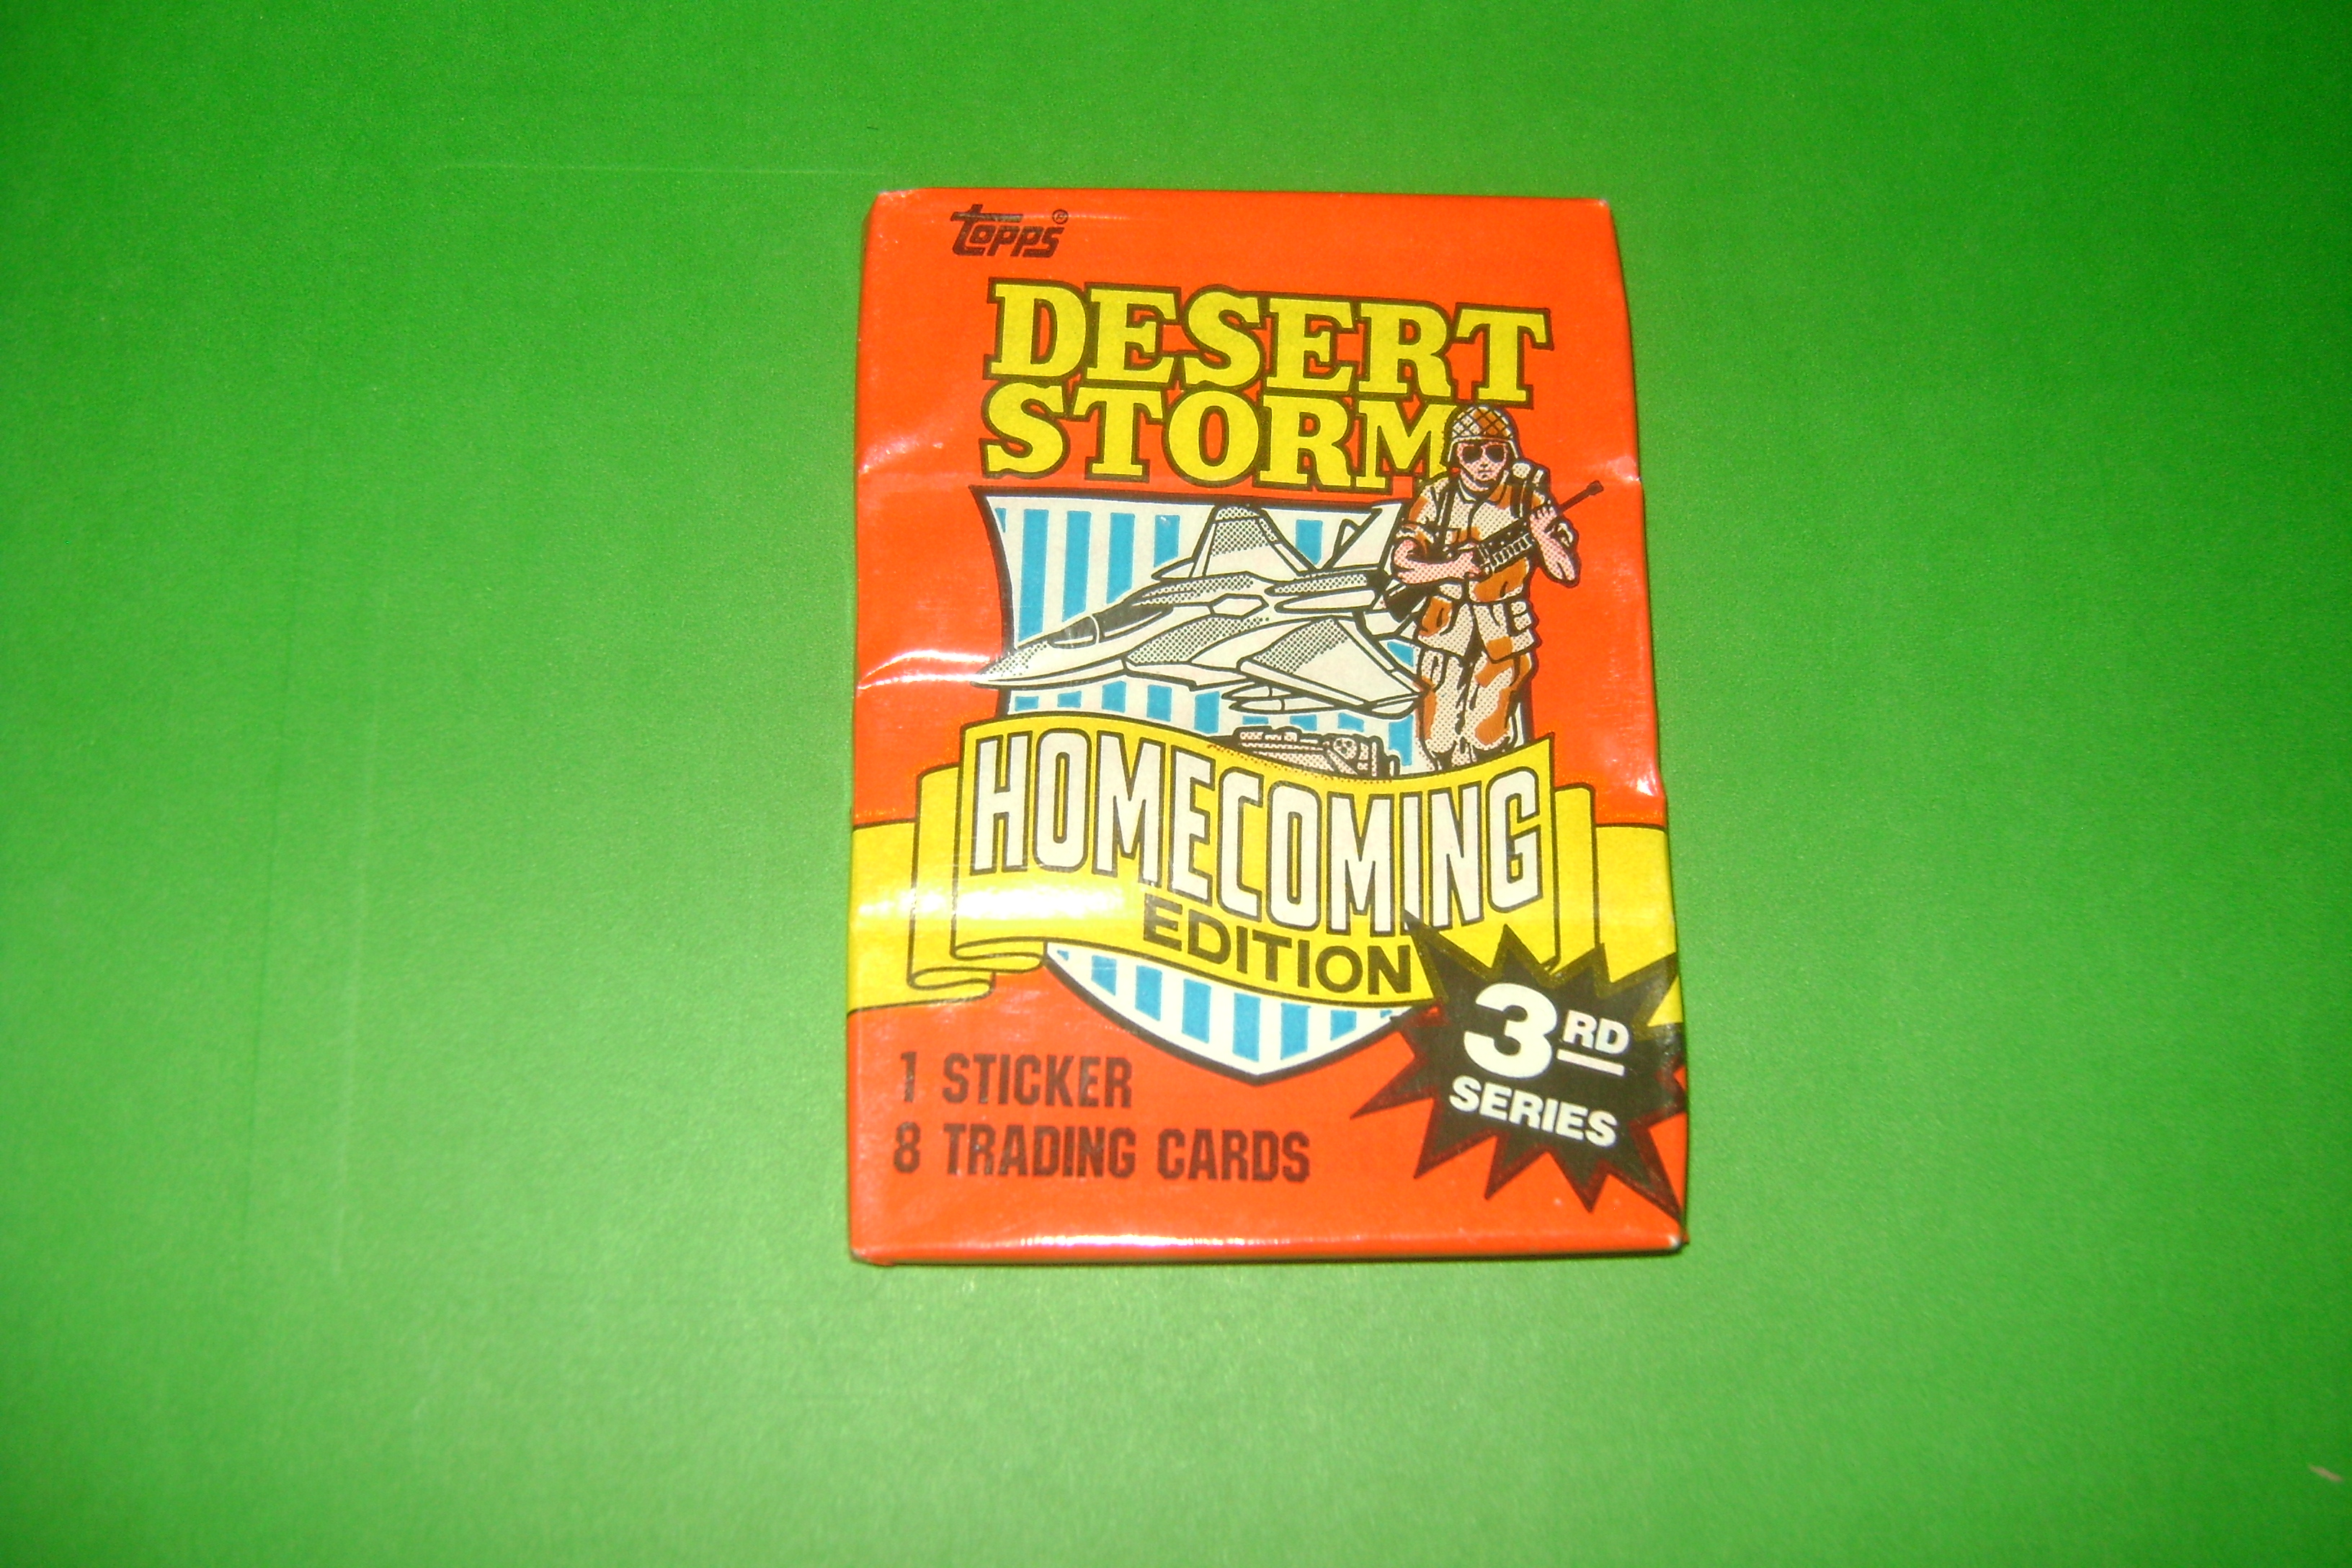 topps®
DESERT
STORM
HOMECOMING
EDITION
3RD
SERIES
1 STICKER
8 TRADING CARDS